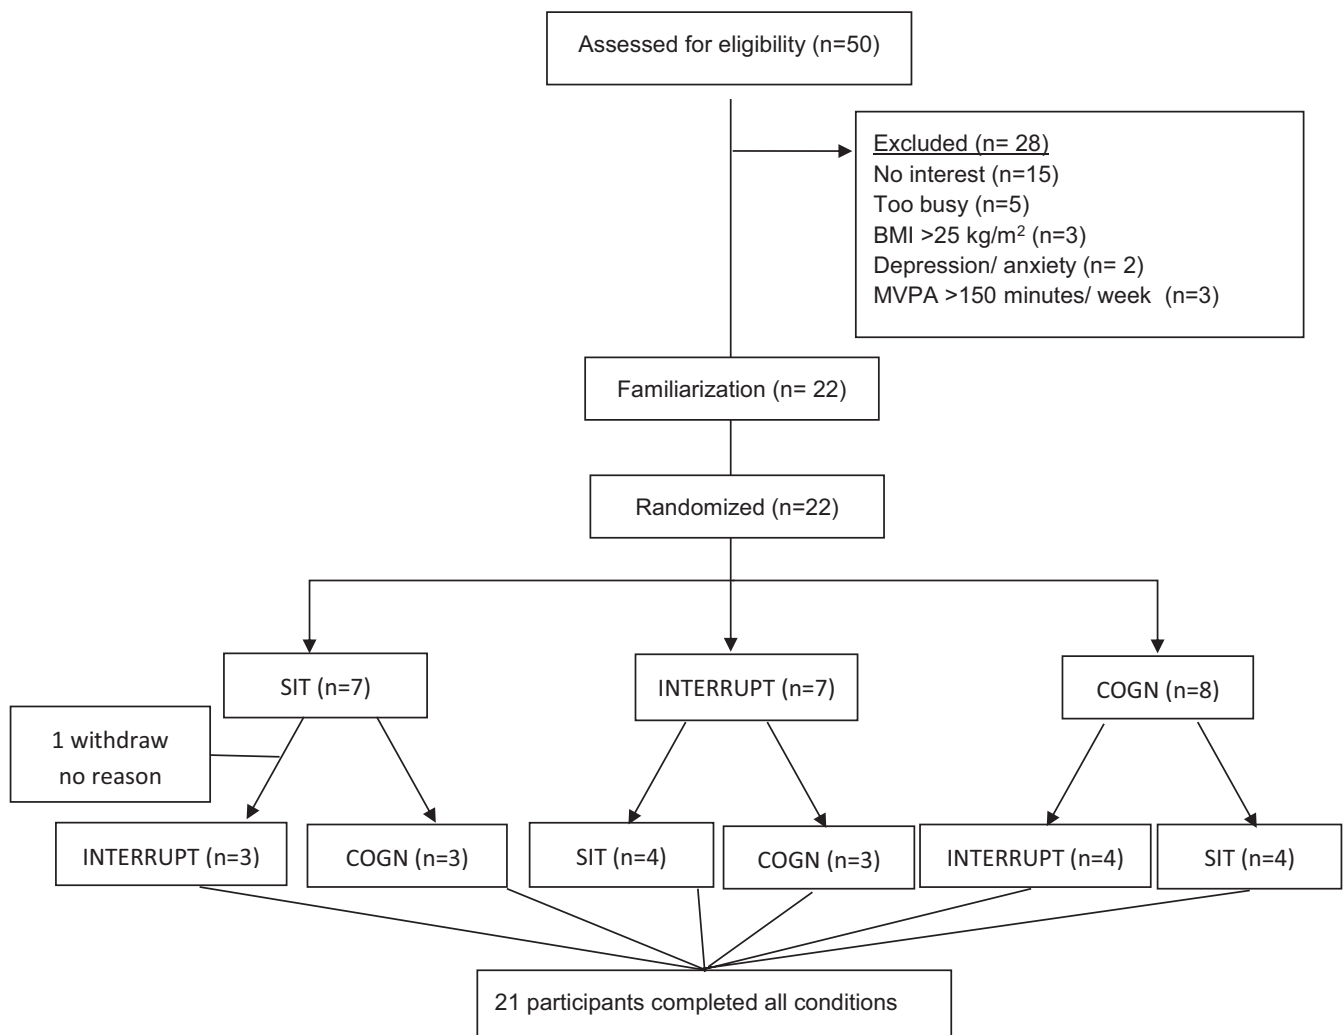 Assessed for eligibility (n=50)
Excluded (n= 28)
No interest (n=15)
Too busy (n=5)
BMI >25 kg/m² (n=3)
Depression/ anxiety (n= 2)
MVPA >150 minutes/ week (n=3)
Familiarization (n= 22)
Randomized (n=22)
SIT (n=7)
INTERRUPT (n=7)
COGN (n=8)
1 withdraw
no reason
INTERRUPT (n=3)
COGN (n=3)
SIT (n=4)
COGN (n=3)
INTERRUPT (n=4)
SIT (n=4)
21 participants completed all conditions